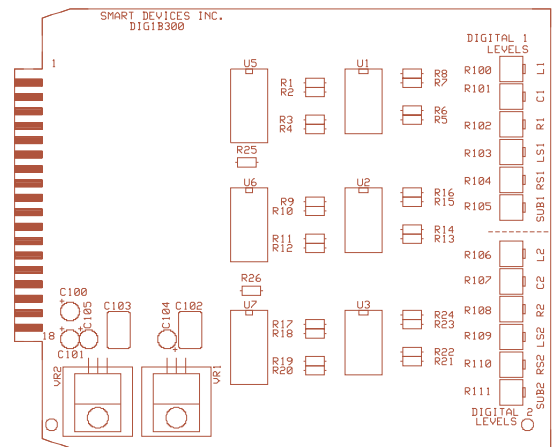 SMART DEVICES INC.
DIG1B300
DIGITAL 1
LEVELS
1
U5
U1
R1
R2
R8
R7
R100
L1
R101
C1
R3
R4
R6
R5
R102
R1
R25
R103
LS1
U6
U2
R104
RS1
R9
R10
R16
R15
R105
SUB1
R11
R12
R14
R13
R106
L2
R26
R107
C2
C100
C105
C103
C104
C102
U7
U3
R108
R2
18
R17
R18
R24
R23
R109
LS2
C101
R19
R20
R22
R21
R110
RS2
VR2
VR1
R111
SUB2
DIGITAL 2
LEVELS